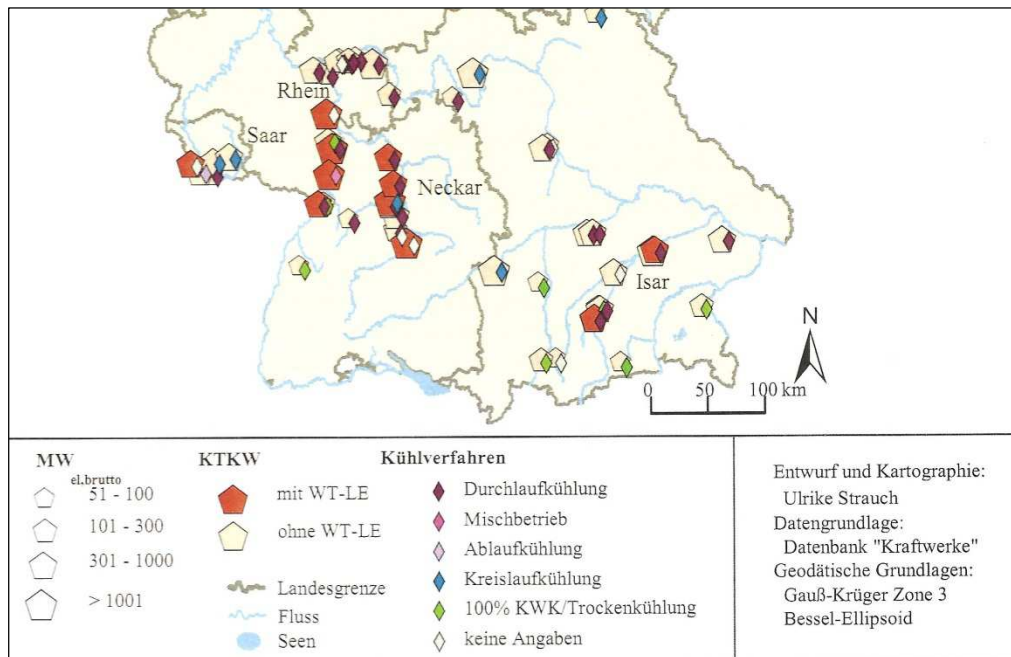 Rhein
Saar
Neckar
Isar
N
0 50 100 km
MW
el.brutto
51 - 100
101 - 300
301 - 1000
> 1001
KTKW
mit WT-LE
ohne WT-LE
Landesgrenze
Fluss
Seen
Kühlverfahren
Durchlaufkühlung
Mischbetrieb
Ablaufkühlung
Kreislaufkühlung
100% KWK/Trockenkühlung
keine Angaben
Entwurf und Kartographie:
Ulrike Strauch
Datengrundlage:
Datenbank "Kraftwerke"
Geodätische Grundlagen:
Gauß-Krüger Zone 3
Bessel-Ellipsoid